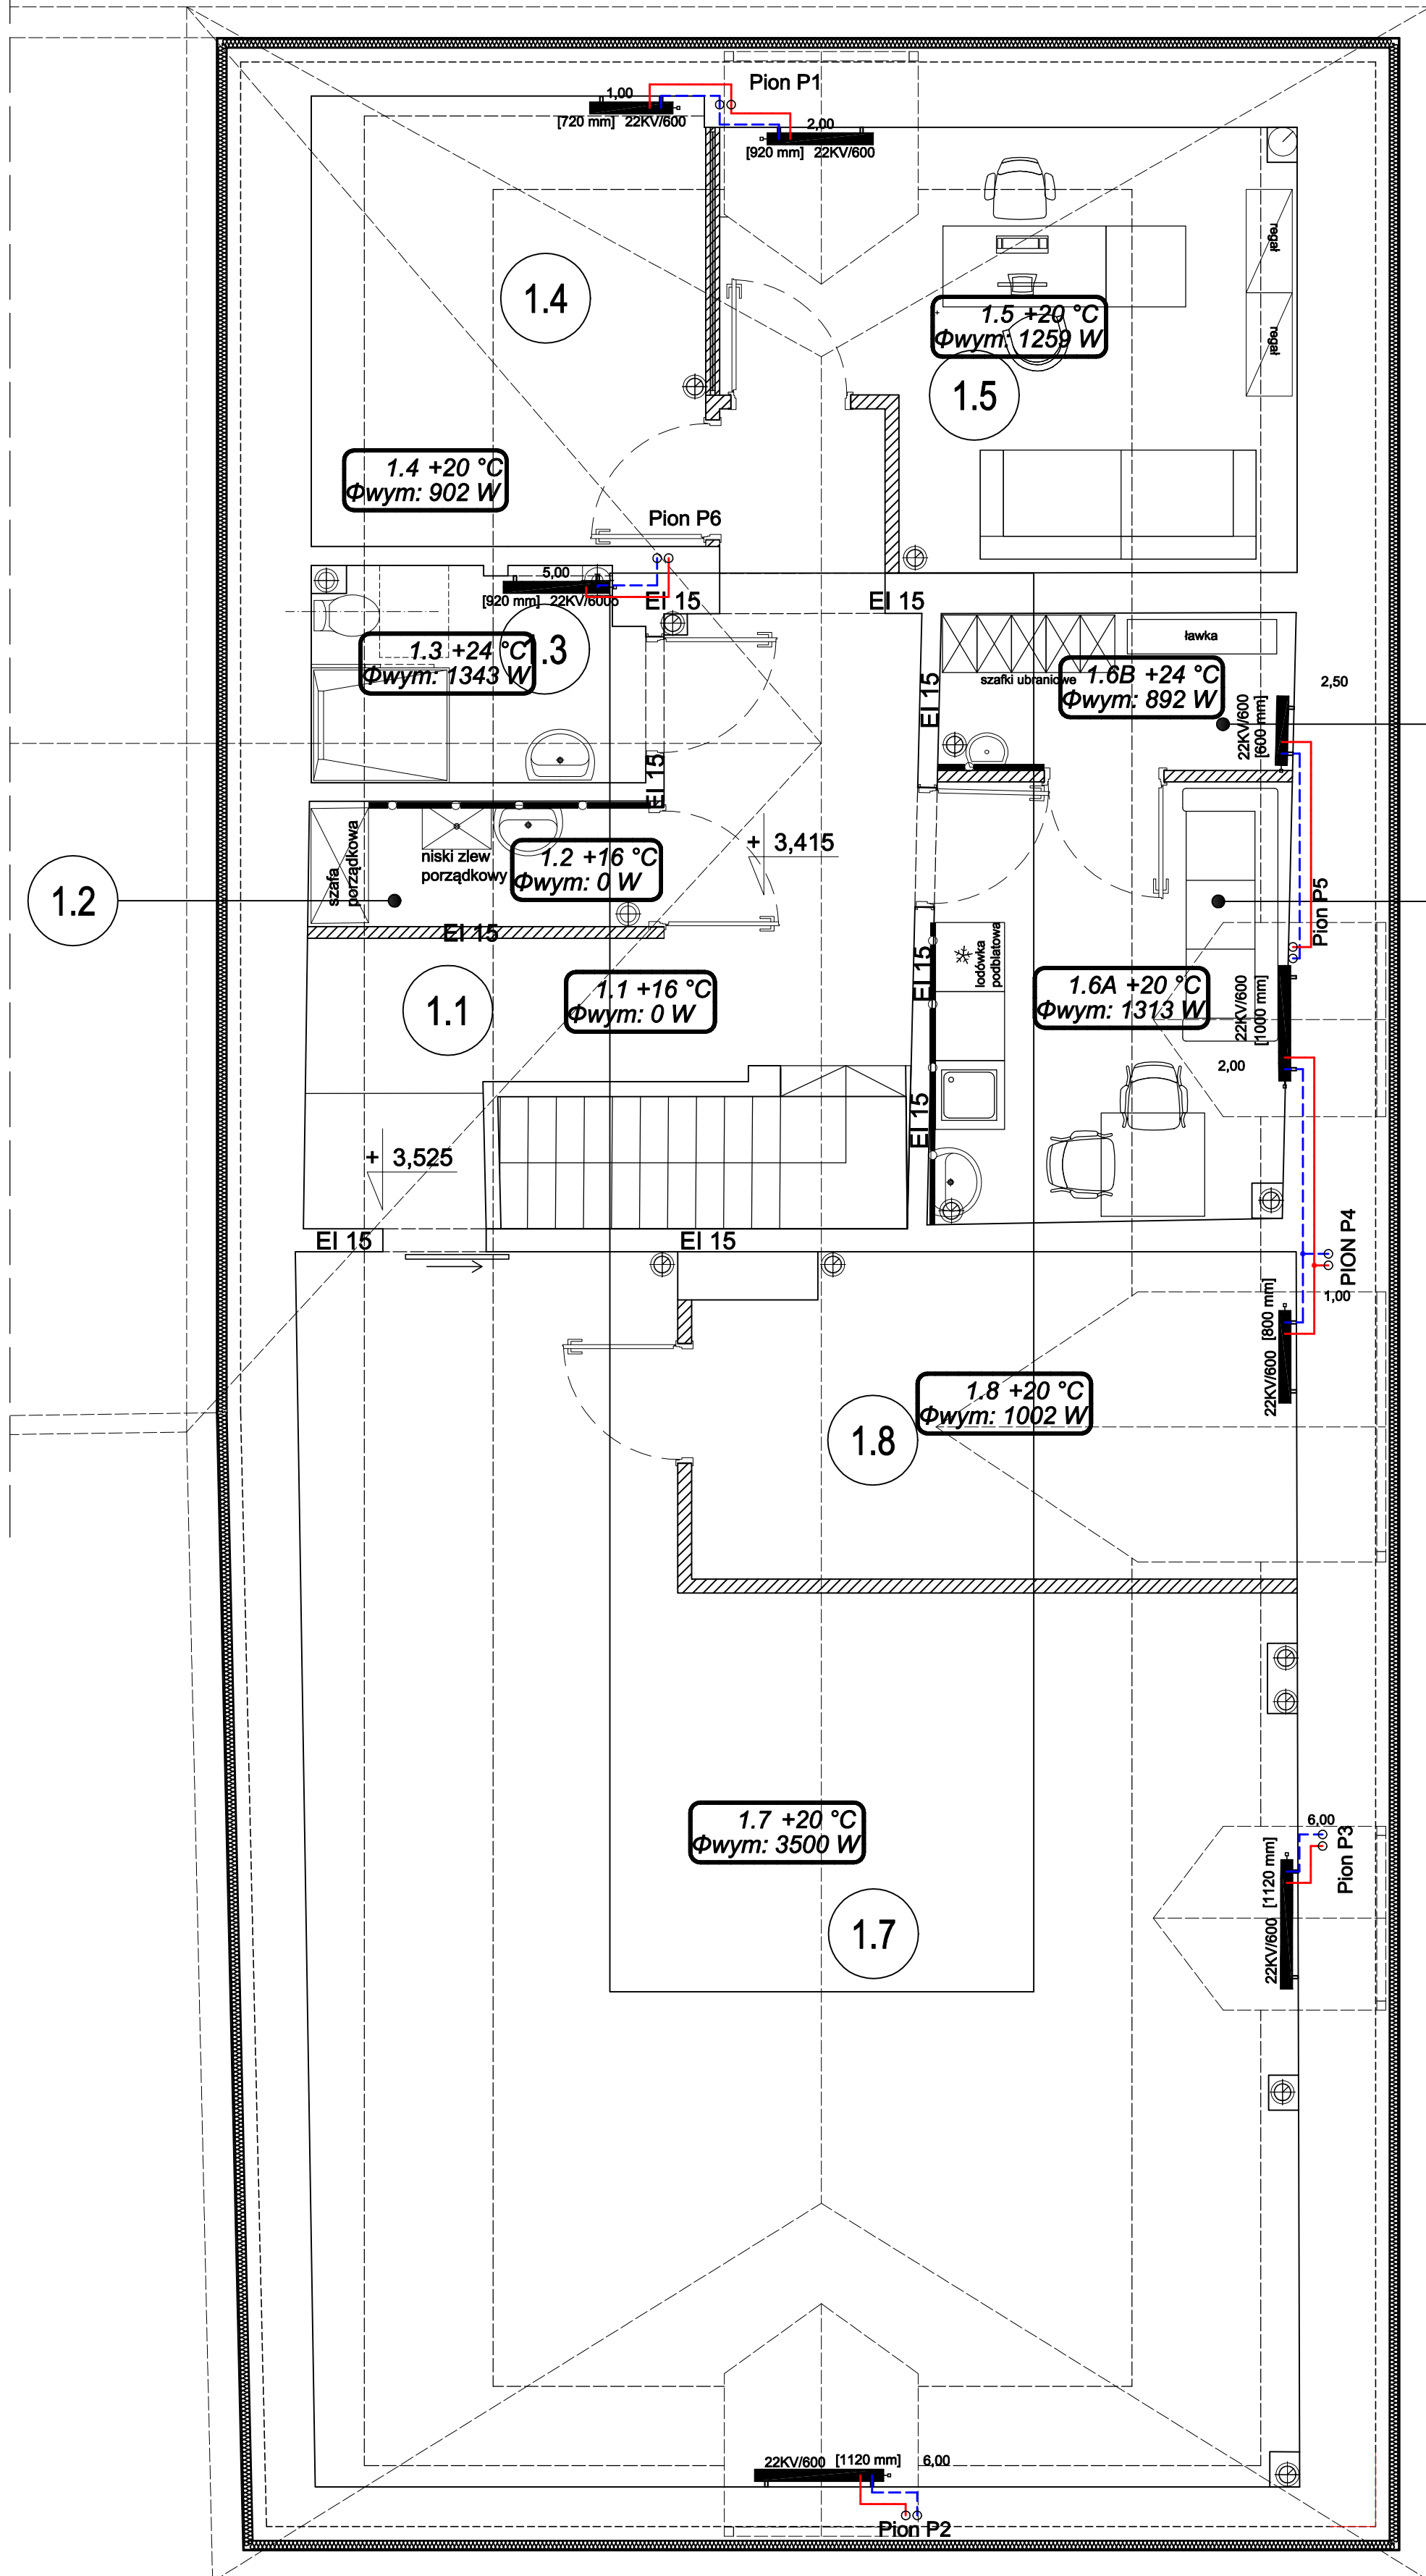 Pion P1
1,00
[720 mm] 22KV/600
2,00
[920 mm] 22KV/600
regał
regał
1.4
1.5 +20 °C
Φwym: 1259 W
1.5
1.4 +20 °C
Φwym: 902 W
Pion P6
5,00
[920 mm] 22KV/600
EI 15
EI 15
1.3 +24 °C
Φwym: 1343 W
1.3
ławka
szafki ubraniowe
1.6B +24 °C
Φwym: 892 W
2,50
EI 15
22KV/600
[600 mm]
EI 15
szafa
porządkowa
niski zlew
porządkowy
1.2 +16 °C
Φwym: 0 W
+ 3,415
1.2
Pion P5
EI 15
EI 15
lodówka
podblatowa
1.1 +16 °C
Φwym: 0 W
1.1
1.6A +20 °C
Φwym: 1313 W
22KV/600
[1000 mm]
2,00
EI 15
+ 3,525
EI 15
EI 15
PION P4
1,00
22KV/600 [800 mm]
1.8 +20 °C
Φwym: 1002 W
1.8
1.7 +20 °C
Φwym: 3500 W
1.7
6,00
Pion P3
22KV/600 [1120 mm]
22KV/600 [1120 mm] 6,00
Pion P2